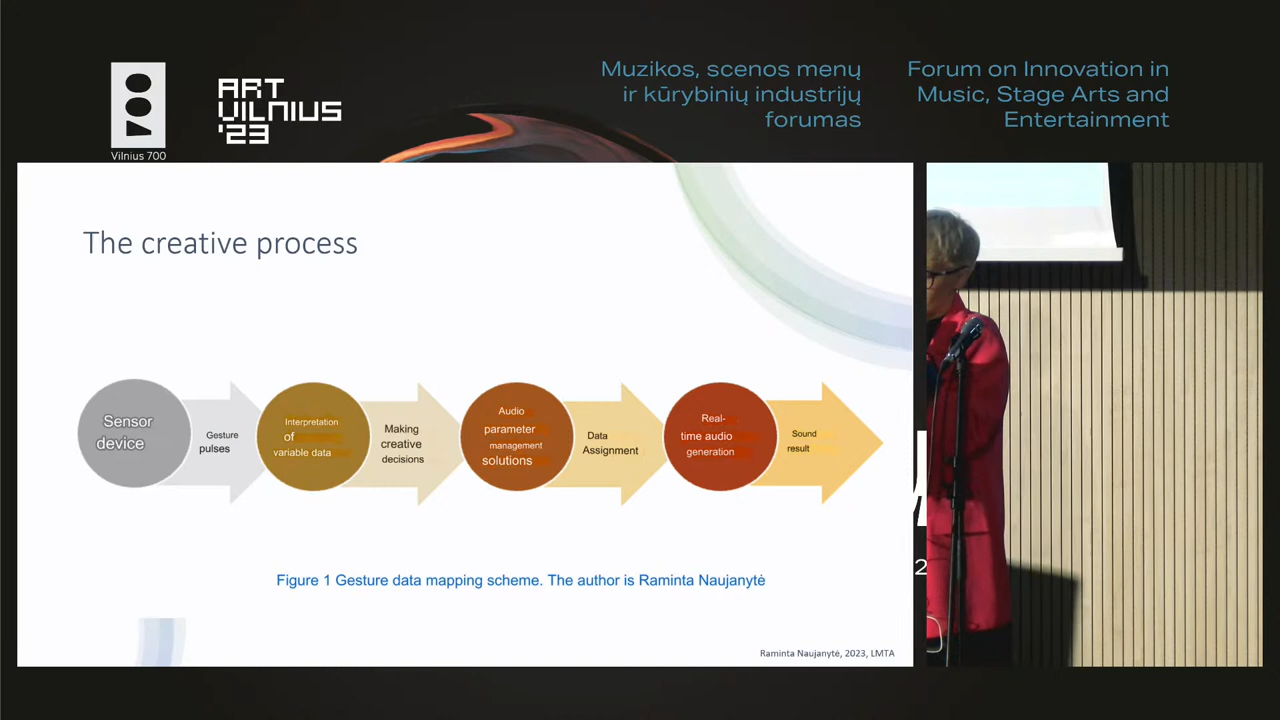 Vilnius 700
ART
VILNIUS
'23
Muzikos, scenos menų
ir kūrybinių industrijų
forumas
Forum on Innovation in
Music, Stage Arts and
Entertainment
The creative process
Sensor
device
Gesture
pulses
Interpretation
of
variable data
Making
creative
decisions
Audio
parameter
management
solutions
Data
Assignment
Real-
time audio
generation
Sound
result
Figure 1 Gesture data mapping scheme. The author is Raminta Naujanytė
Raminta Naujanytė, 2023, LMTA